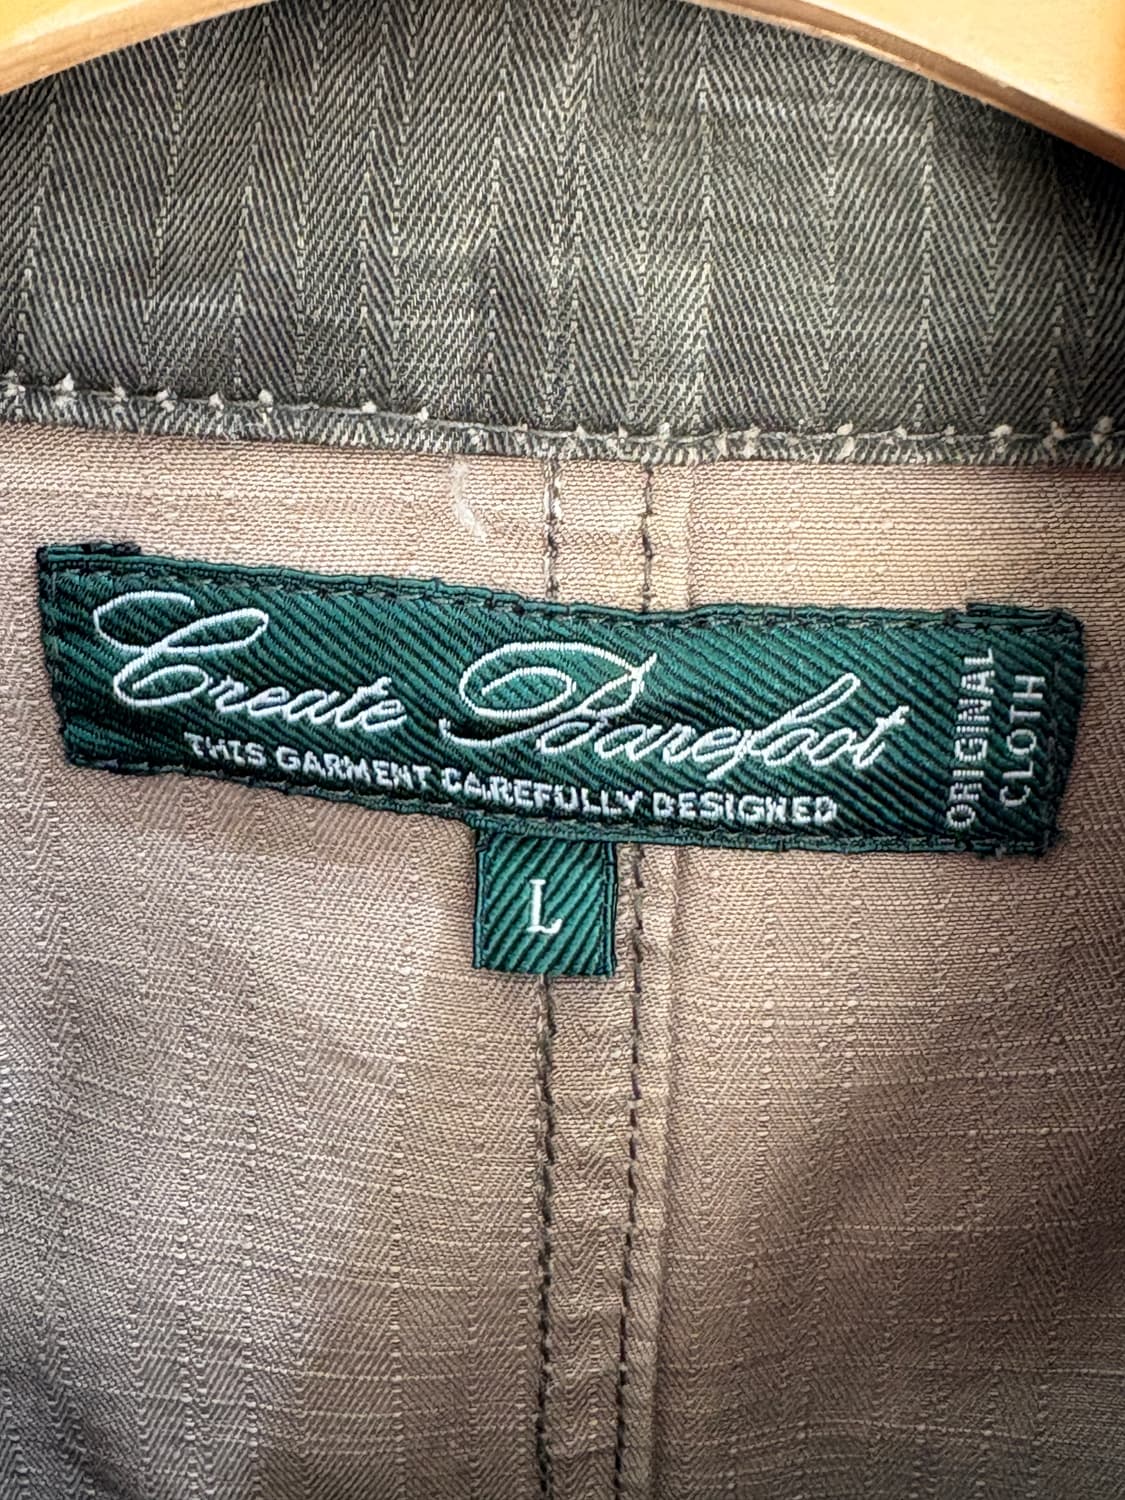 Create Barefoot
THIS GARMENT CAREFULLY DESIGNED
ORIGINAL
CLOTH
L